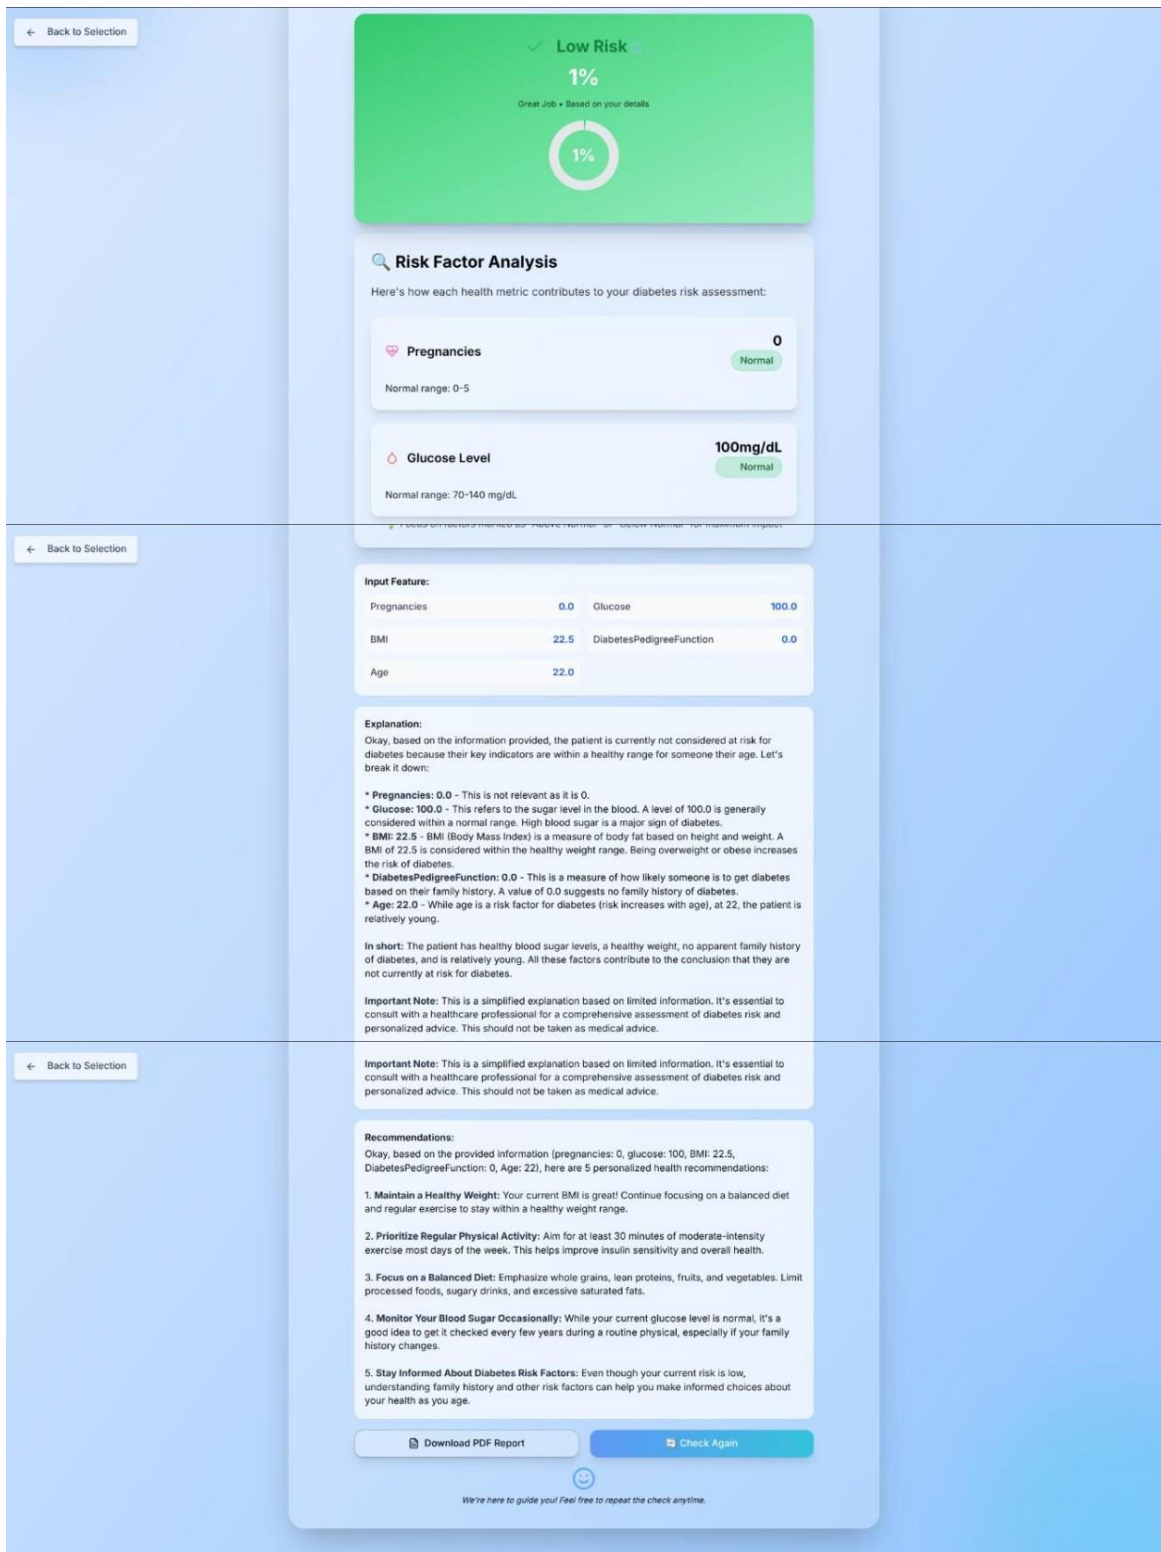 ← Back to Selection
Low Risk
1%
Great Job • Based on your details
1%
Risk Factor Analysis
Here's how each health metric contributes to your diabetes risk assessment:
Pregnancies
0
Normal
Normal range: 0-5
Glucose Level
100mg/dL
Normal
Normal range: 70-140 mg/dL
Focus on factors marked as "Above Normal" or "Below Normal" for maximum impact
← Back to Selection
Input Feature:
Pregnancies 0.0 Glucose 100.0
BMI 22.5 DiabetesPedigreeFunction 0.0
Age 22.0
Explanation:
Okay, based on the information provided, the patient is currently not considered at risk for
diabetes because their key indicators are within a healthy range for someone their age. Let's
break it down:
* Pregnancies: 0.0 - This is not relevant as it is 0.
* Glucose: 100.0 - This refers to the sugar level in the blood. A level of 100.0 is generally
considered within a normal range. High blood sugar is a major sign of diabetes.
* BMI: 22.5 - BMI (Body Mass Index) is a measure of body fat based on height and weight. A
BMI of 22.5 is considered within the healthy weight range. Being overweight or obese increases
the risk of diabetes.
* DiabetesPedigreeFunction: 0.0 - This is a measure of how likely someone is to get diabetes
based on their family history. A value of 0.0 suggests no family history of diabetes.
* Age: 22.0 - While age is a risk factor for diabetes (risk increases with age), at 22, the patient is
relatively young.
In short: The patient has healthy blood sugar levels, a healthy weight, no apparent family history
of diabetes, and is relatively young. All these factors contribute to the conclusion that they are
not currently at risk for diabetes.
Important Note: This is a simplified explanation based on limited information. It's essential to
consult with a healthcare professional for a comprehensive assessment of diabetes risk and
personalized advice. This should not be taken as medical advice.
← Back to Selection
Important Note: This is a simplified explanation based on limited information. It's essential to
consult with a healthcare professional for a comprehensive assessment of diabetes risk and
personalized advice. This should not be taken as medical advice.
Recommendations:
Okay, based on the provided information (pregnancies: 0, glucose: 100, BMI: 22.5,
DiabetesPedigreeFunction: 0, Age: 22), here are 5 personalized health recommendations:
1. Maintain a Healthy Weight: Your current BMI is great! Continue focusing on a balanced diet
and regular exercise to stay within a healthy weight range.
2. Prioritize Regular Physical Activity: Aim for at least 30 minutes of moderate-intensity
exercise most days of the week. This helps improve insulin sensitivity and overall health.
3. Focus on a Balanced Diet: Emphasize whole grains, lean proteins, fruits, and vegetables. Limit
processed foods, sugary drinks, and excessive saturated fats.
4. Monitor Your Blood Sugar Occasionally: While your current glucose level is normal, it's a
good idea to get it checked every few years during a routine physical, especially if your family
history changes.
5. Stay Informed About Diabetes Risk Factors: Even though your current risk is low,
understanding family history and other risk factors can help you make informed choices about
your health as you age.
Download PDF Report
Check Again
We're here to guide you! Feel free to repeat the check anytime.